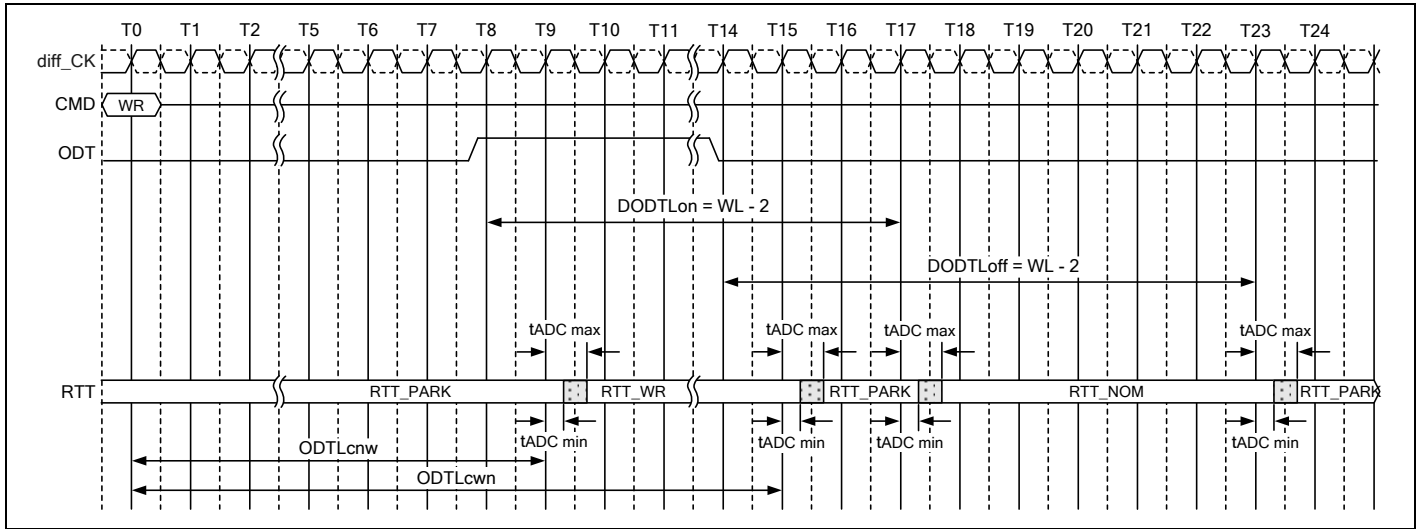 T0 T1 T2 T5 T6 T7 T8 T9 T10 T11 T14 T15 T16 T17 T18 T19 T20 T21 T22 T23 T24
diff_CK
CMD WR
ODT
DODTLon = WL - 2
DODTLoff = WL - 2
tADC max tADC max tADC max tADC max
RTT RTT_PARK RTT_WR RTT_PARK RTT_NOM RTT_PARK
tADC min tADC min tADC min tADC min
ODTLcnw
ODTLcwn